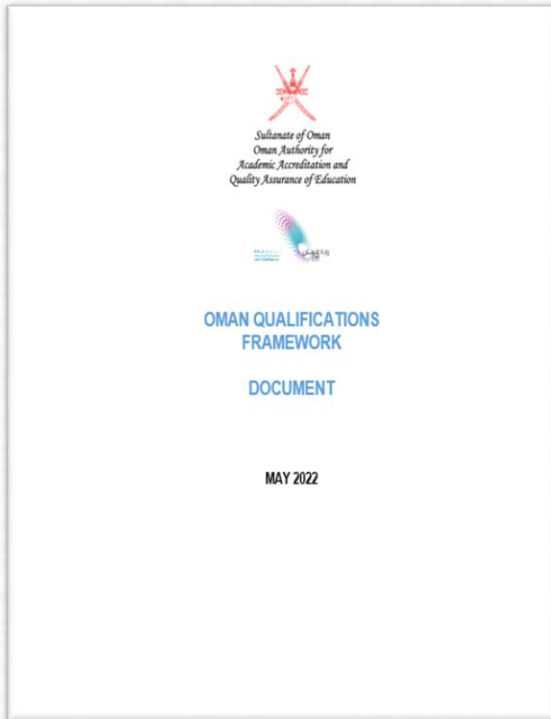 Sultanate of Oman
Oman Authority for
Academic Accreditation and
Quality Assurance of Education
OMAN QUALIFICATIONS
FRAMEWORK
DOCUMENT
MAY 2022